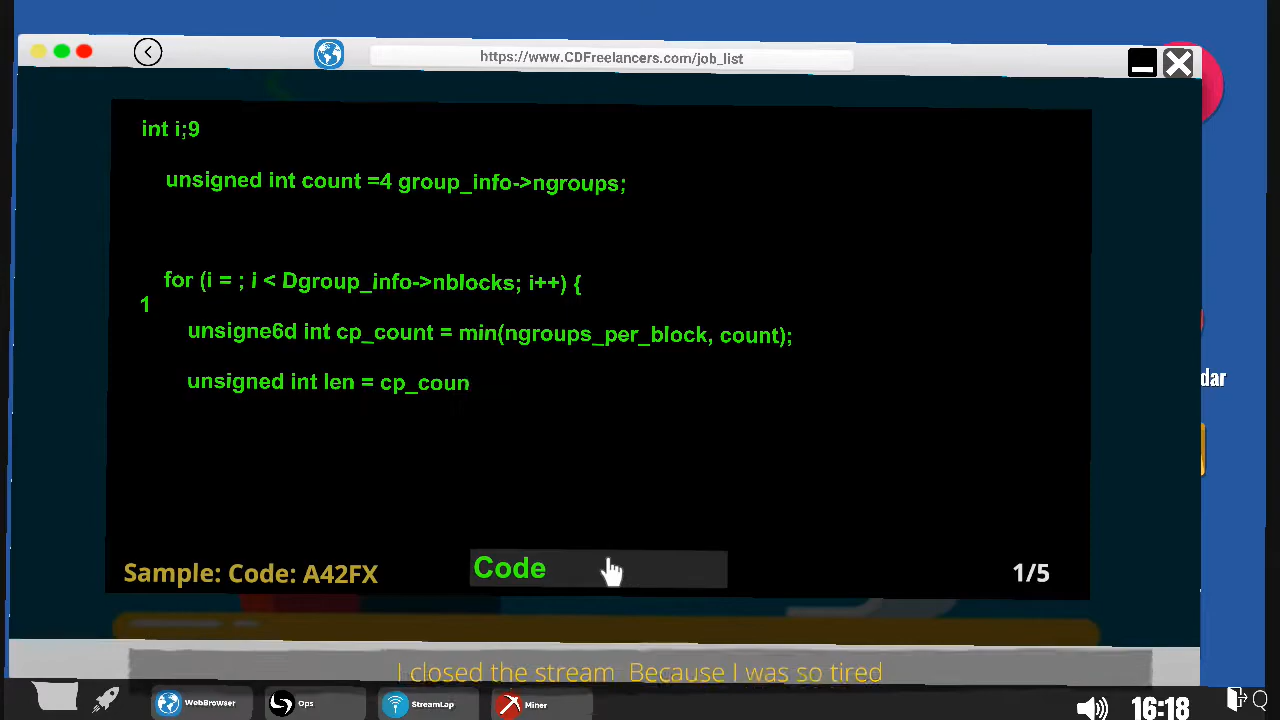 https://www.CDFreelancers.com/job_list
int i;9
unsigned int count =4 group_info->ngroups;
for (i = ; i < Dgroup_info->nblocks; i++) {
1
unsigne6d int cp_count = min(ngroups_per_block, count);
unsigned int len = cp_coun
dar
Sample: Code: A42FX
Code
1/5
I closed the stream Because I was so tired
WebBrowser
Ops
StreamLap
Miner
16:18